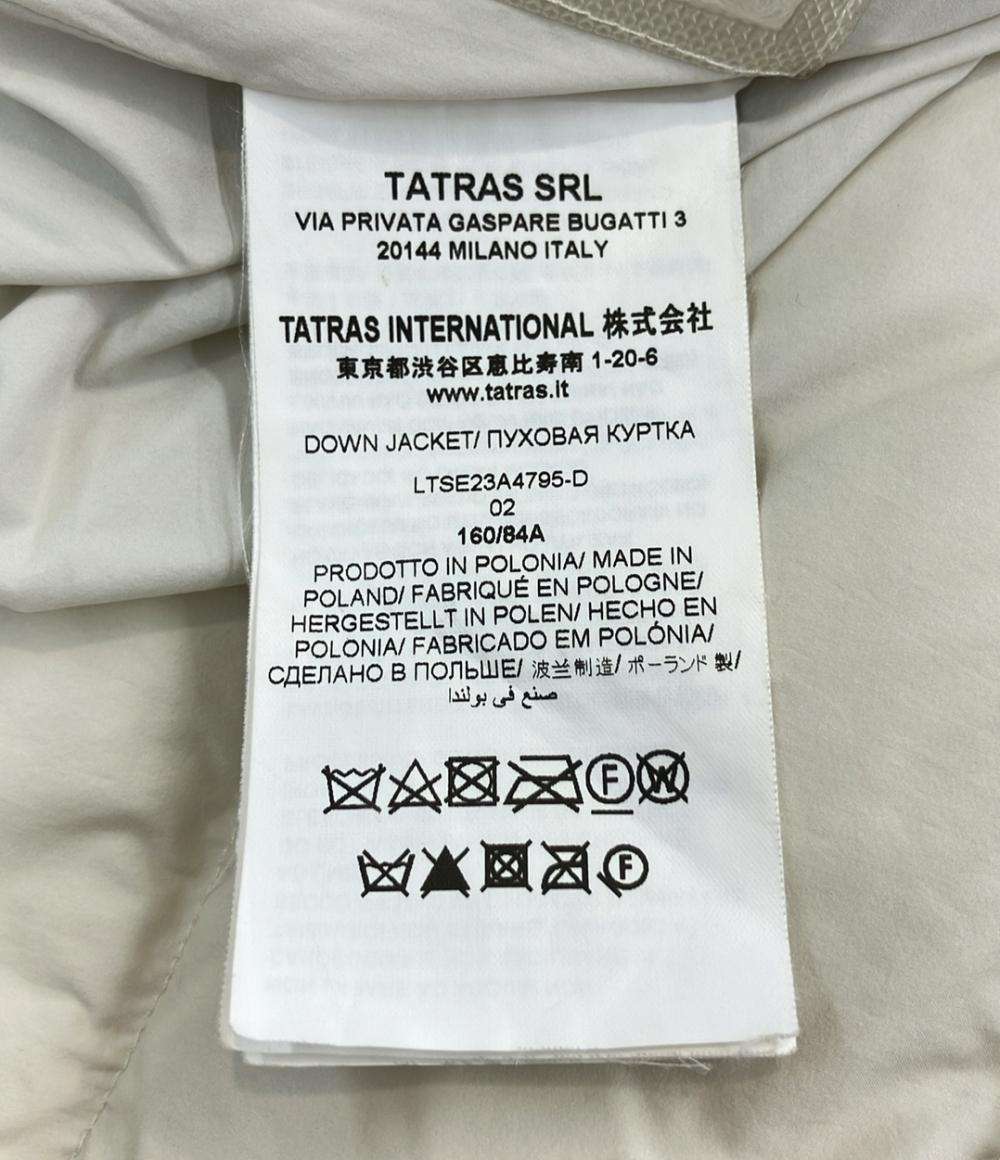 TATRAS SRL
VIA PRIVATA GASPARE BUGATTI 3
20144 MILANO ITALY
TATRAS INTERNATIONAL 株式会社
東京都渋谷区恵比寿南 1-20-6
www.tatras.it
DOWN JACKET/ ПУХОВАЯ КУРТКА
LTSE23A4795-D
02
160/84A
PRODOTTO IN POLONIA/ MADE IN
POLAND/ FABRIQUÉ EN POLOGNE/
HERGESTELLT IN POLEN/ HECHO EN
POLONIA/ FABRICADO EM POLÓNIA/
СДЕЛАНО В ПОЛЬШЕ/ 波兰制造/ ポーランド 製/
صنع في بولندا
F W
F